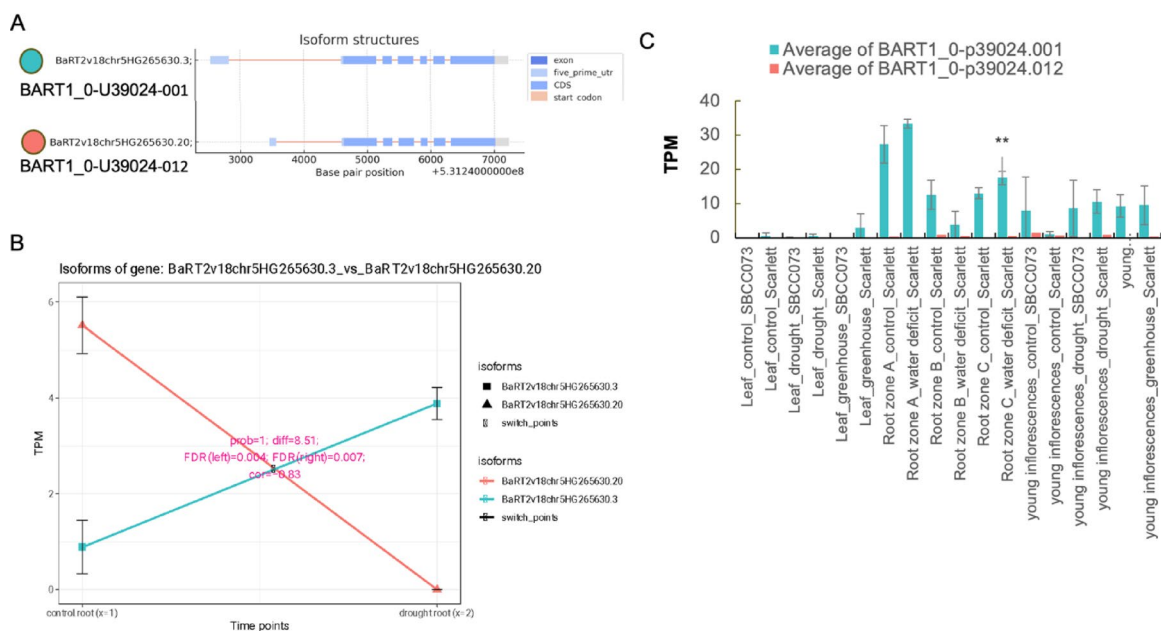 A
Isoform structures
BaRT2v18chr5HG265630.3;
BART1_0-U39024-001
exon
five_prime_utr
CDS
start_codon
BaRT2v18chr5HG265630.20;
BART1_0-U39024-012
3000 4000 5000 6000 7000
Base pair position
+5.3124000000e8
B
Isoforms of gene: BaRT2v18chr5HG265630.3_vs_BaRT2v18chr5HG265630.20
TPM
6
4
2
0
prob=1; diff=8.51;
FDR(left)=0.004; FDR(right)=0.007;
cor=-0.83
control.root(x=1)
drought.root(x=2)
Time points
isoforms
BaRT2v18chr5HG265630.3
BaRT2v18chr5HG265630.20
switch_points
isoforms
BaRT2v18chr5HG265630.20
BaRT2v18chr5HG265630.3
switch_points
C
Average of BART1_0-p39024.001
Average of BART1_0-p39024.012
TPM
40
30
20
10
0
**
Leaf_control_SBCC073
Leaf_control_Scarlett
Leaf_drought_SBCC073
Leaf_drought_Scarlett
Leaf_greenhouse_SBCC073
Leaf_greenhouse_Scarlett
Root zone A_control_Scarlett
Root zone A_water deficit_Scarlett
Root zone B_control_Scarlett
Root zone B_water deficit_Scarlett
Root zone C_control_Scarlett
Root zone C_water deficit_Scarlett
young inflorescences_control_SBCC073
young inflorescences_control_Scarlett
young inflorescences_drought_SBCC073
young inflorescences_drought_Scarlett
young…
young inflorescences_greenhouse_Scarlett